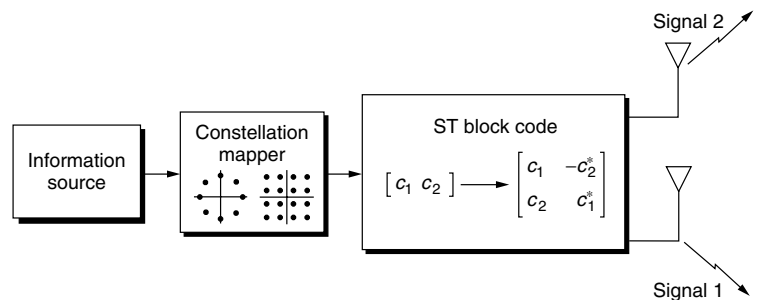 Signal 2
Information
source
Constellation
mapper
ST block code
[c₁ c₂] → [c₁ −c₂*
c₂ c₁*]
Signal 1